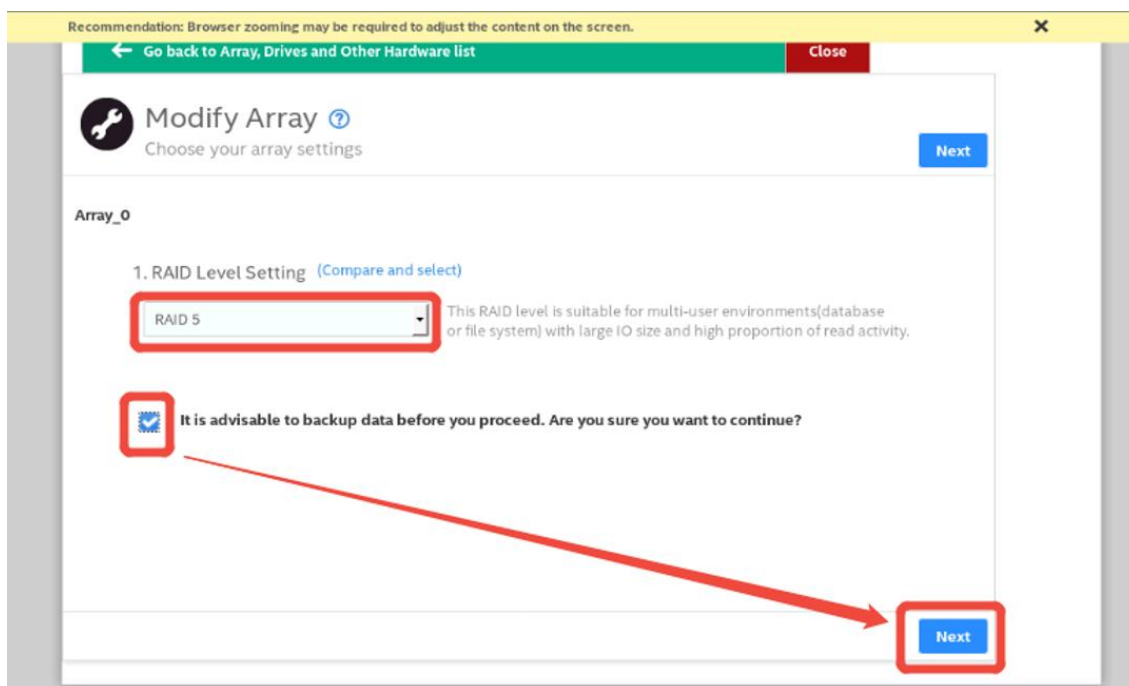 Recommendation: Browser zooming may be required to adjust the content on the screen.
Go back to Array, Drives and Other Hardware list
Close
Modify Array
Choose your array settings
Next
Array_0
1. RAID Level Setting (Compare and select)
RAID 5
This RAID level is suitable for multi-user environments(database
or file system) with large IO size and high proportion of read activity.
It is advisable to backup data before you proceed. Are you sure you want to continue?
Next